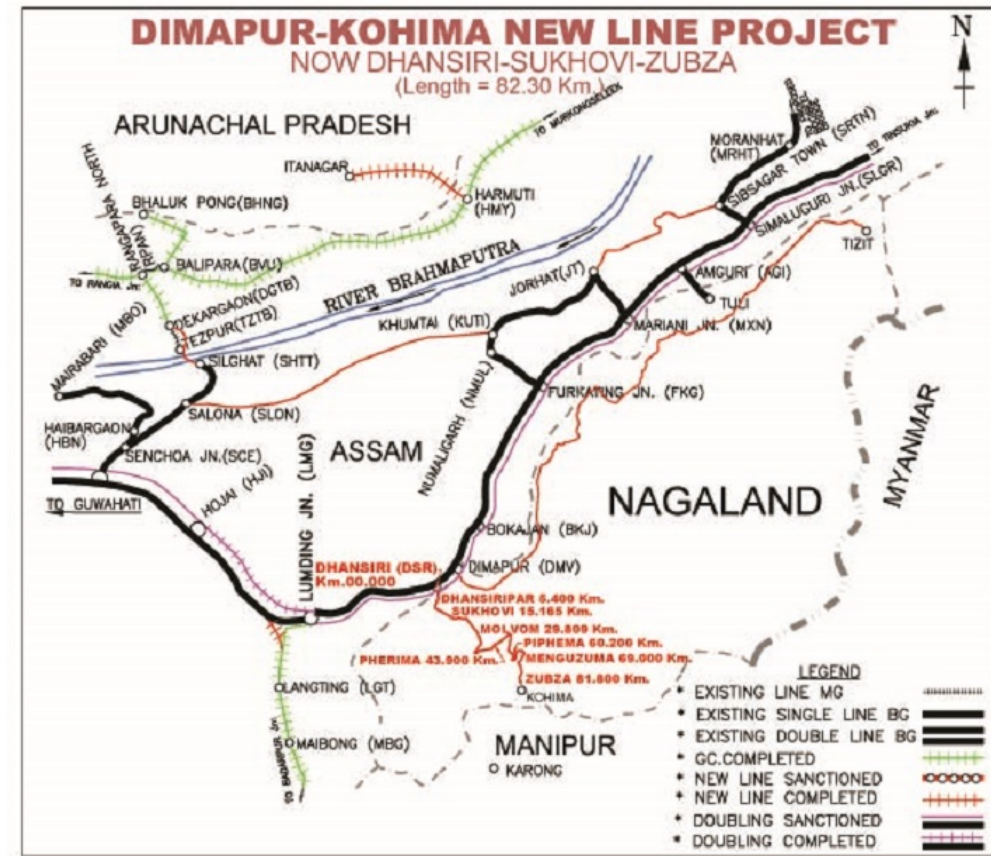 DIMAPUR-KOHIMA NEW LINE PROJECT
NOW DHANSIRI-SUKHOVI-ZUBZA
(Length = 82.30 Km.)
N
ARUNACHAL PRADESH
TO MURKONGSELEK
ITANAGAR
HARMUTI
(HMY)
MORANHAT
(MRHT)
SIBSAGAR TOWN (SRTN)
TO TINSUKIA JN.
SIMALUGURI JN.(SLGR)
TIZIT
RANGAPARA NORTH
(RPAN)
BHALUK PONG(BHNG)
BALIPARA (BVU)
TO RANGIA JN.
RIVER BRAHMAPUTRA
JORHAT(JT)
AMGURI (AGI)
TULI
MARIANI JN. (MXN)
DEKARGAON(DGTB)
TEZPUR(TZTB)
KHUMTAI (KUTI)
MAIRABARI (MBO)
SILGHAT (SHTT)
SALONA (SLON)
NUMALIGARH (NMUL)
FURKATING JN. (FKG)
HAIBARGAON
(HBN)
SENCHOA JN.(SCE)
ASSAM
NAGALAND
MYANMAR
TO GUWAHATI
HOJAI (HJI)
LUMDING JN. (LMG)
BOKAJAN (BKJ)
DHANSIRI (DSR)
Km.00.000
DIMAPUR (DMV)
DHANSIRIPAR 6.400 Km.
SUKHOVI 15.165 Km.
MOLVOM 29.800 Km.
PIPHEMA 60.200 Km.
PHERIMA 43.500 Km.
MENGUZUMA 69.000 Km.
ZUBZA 81.800 Km.
KOHIMA
LANGTING (LGT)
MAIBONG (MBG)
MANIPUR
KARONG
LEGEND
* EXISTING LINE MG
* EXISTING SINGLE LINE BG
* EXISTING DOUBLE LINE BG
* GC.COMPLETED
* NEW LINE SANCTIONED
* NEW LINE COMPLETED
* DOUBLING SANCTIONED
* DOUBLING COMPLETED